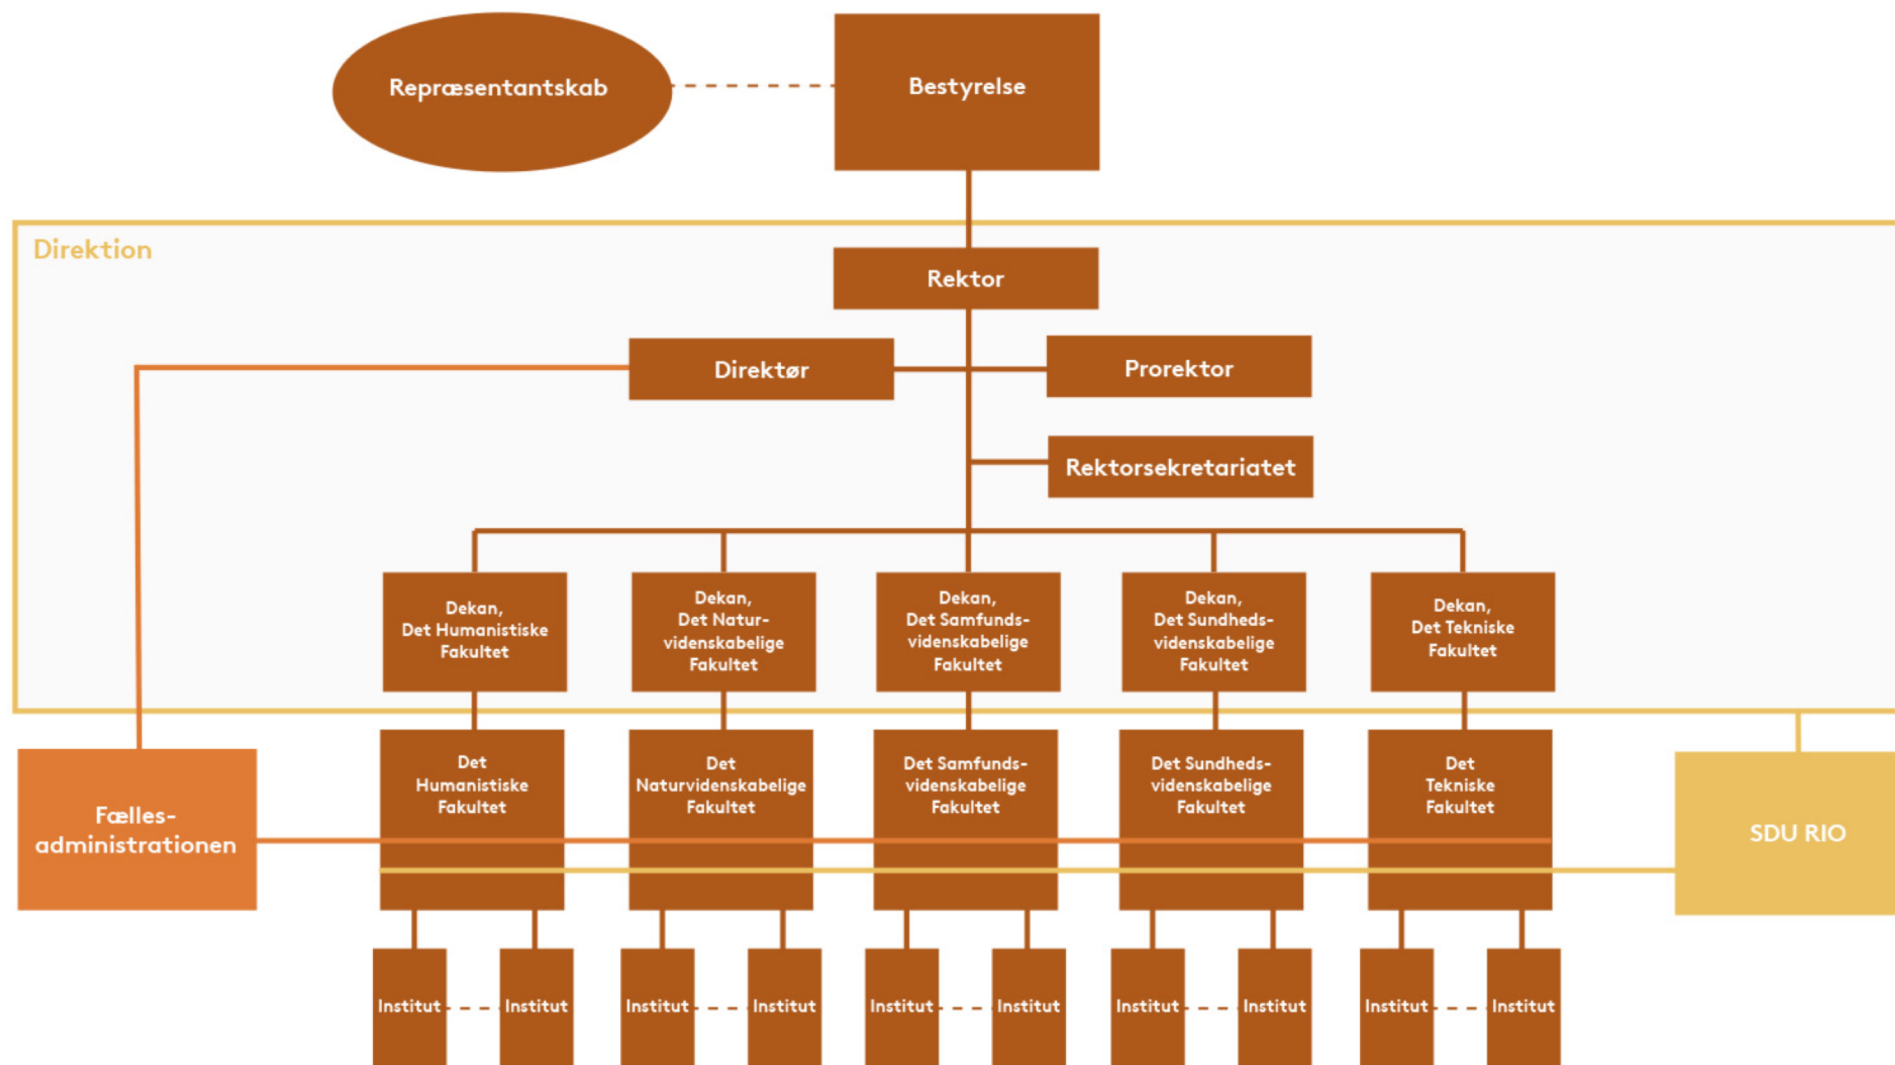 Repræsentantskab
Bestyrelse
Direktion
Rektor
Direktør
Prorektor
Rektorsekretariatet
Dekan,
Det Humanistiske
Fakultet
Dekan,
Det Natur-
videnskabelige
Fakultet
Dekan,
Det Samfunds-
videnskabelige
Fakultet
Dekan,
Det Sundheds-
videnskabelige
Fakultet
Dekan,
Det Tekniske
Fakultet
Fælles-
administrationen
Det
Humanistiske
Fakultet
Det
Naturvidenskabelige
Fakultet
Det Samfunds-
videnskabelige
Fakultet
Det Sundheds-
videnskabelige
Fakultet
Det
Tekniske
Fakultet
SDU RIO
Institut
Institut
Institut
Institut
Institut
Institut
Institut
Institut
Institut
Institut